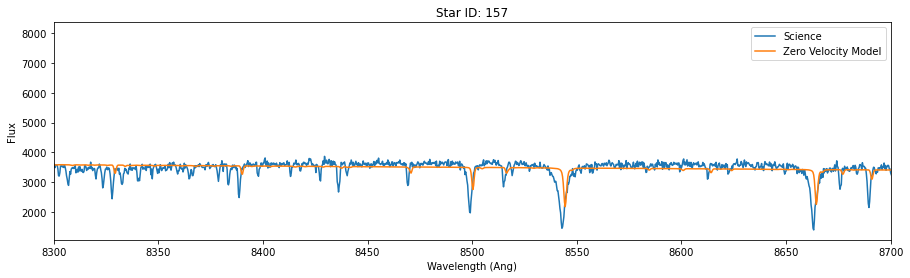 Star ID: 157
Science
Zero Velocity Model
Flux
8000
7000
6000
5000
4000
3000
2000
8300 8350 8400 8450 8500 8550 8600 8650 8700
Wavelength (Ang)